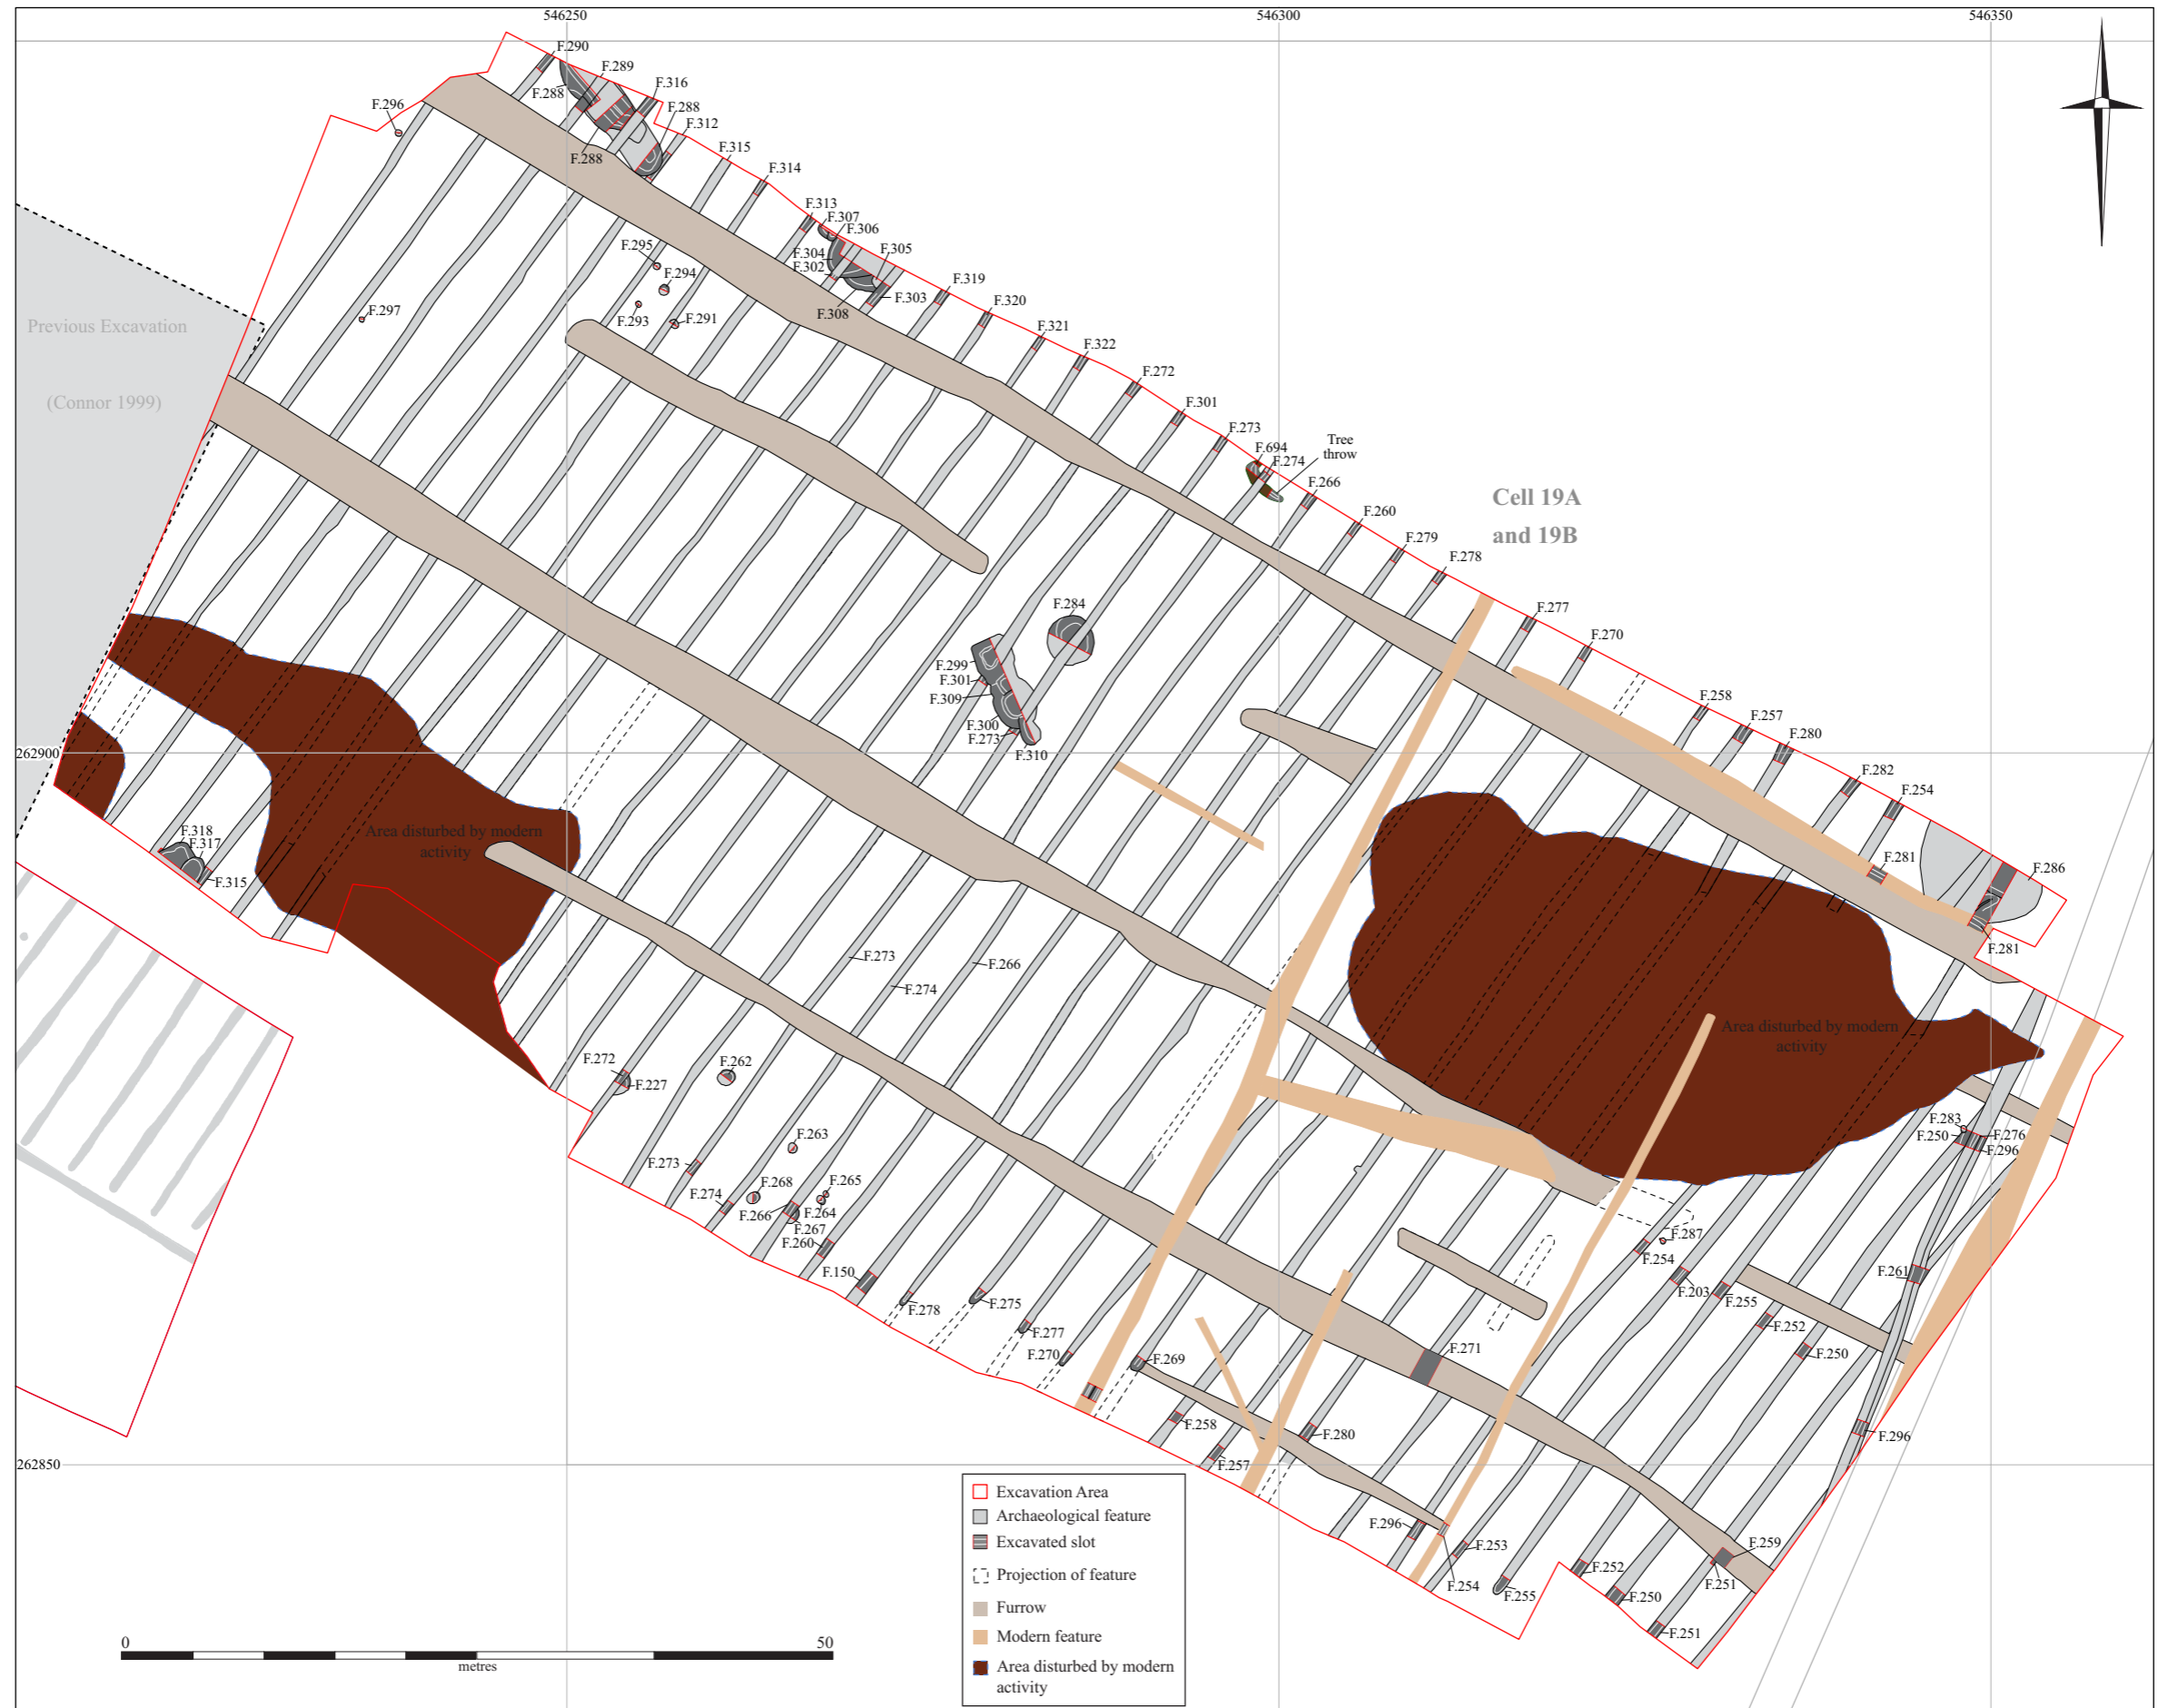 546250
546300
546350
F.290
F.289
F.288
F.316
F.288
F.296
F.312
F.288
F.315
F.314
F.313
F.307
F.306
F.295
F.304
F.305
F.302
F.294
F.319
F.303
F.320
F.297
F.293
F.291
F.308
Previous Excavation
F.321
F.322
F.272
(Connor 1999)
F.301
F.273
Tree
throw
F.694
F.274
F.266
Cell 19A
and 19B
F.260
F.279
F.278
F.284
F.277
F.270
F.299
F.301
F.309
F.258
F.300
F.273
F.257
F.280
262900
F.310
F.282
F.254
F.318
F.317
Area disturbed by modern
activity
F.281
F.286
F.315
F.281
F.273
F.266
F.274
Area disturbed by modern
activity
F.272
F.262
F.227
F.283
F.250
F.276
F.296
F.263
F.273
F.268
F.265
F.274
F.266
F.264
F.267
F.260
F.287
F.254
F.150
F.261
F.203
F.255
F.278
F.275
F.252
F.277
F.250
F.270
F.269
F.271
F.258
F.280
F.296
F.257
262850
F.296
F.253
F.259
F.254
F.255
F.252
F.251
F.250
F.251
Excavation Area
Archaeological feature
Excavated slot
Projection of feature
Furrow
Modern feature
Area disturbed by modern
activity
0
50
metres